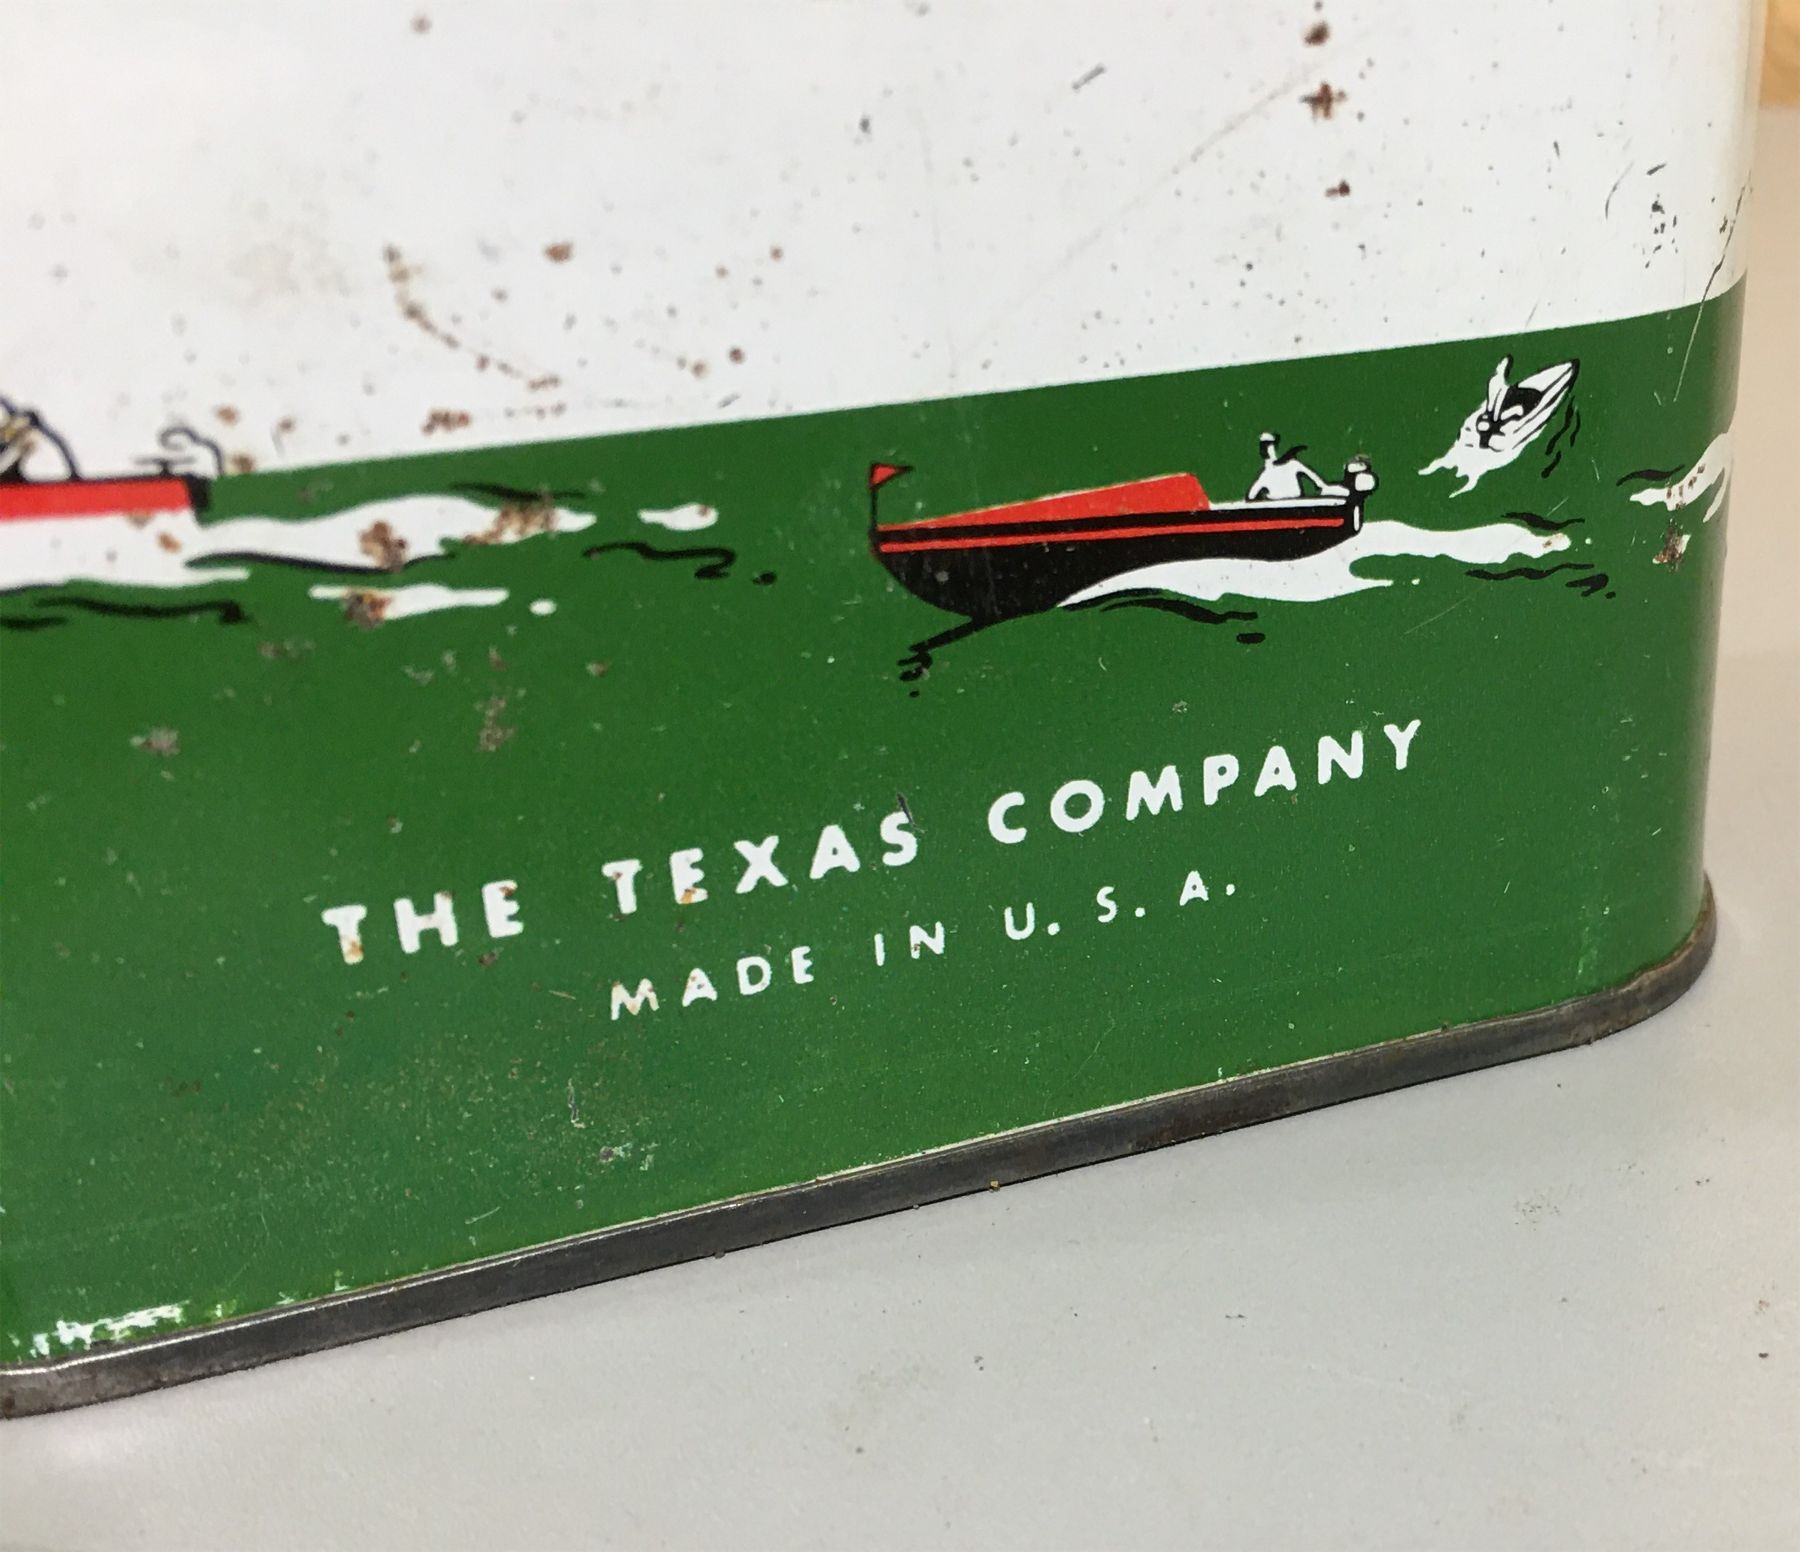 THE TEXAS COMPANY
MADE IN U. S. A.